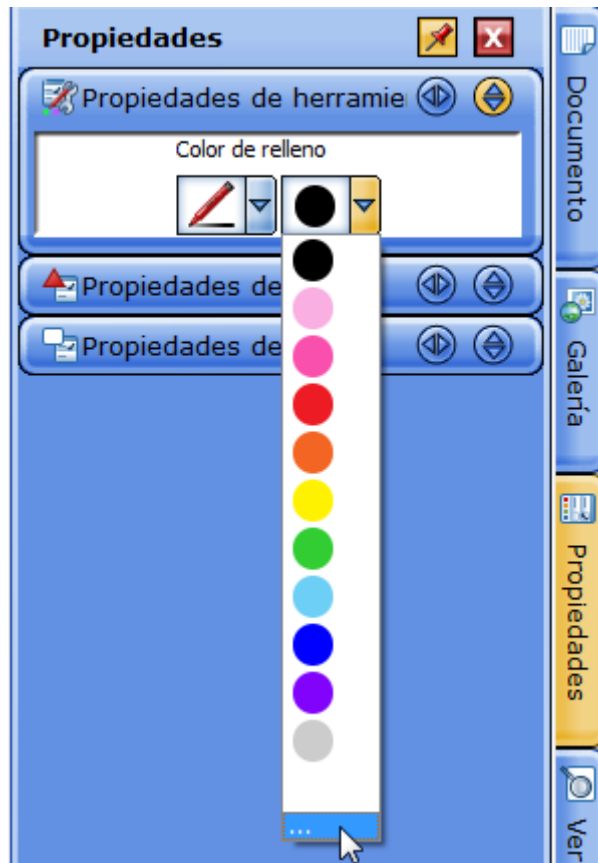 Propiedades
Propiedades de herramie
Color de relleno
Propiedades de
Propiedades de
...
Documento
Galería
Propiedades
Ver